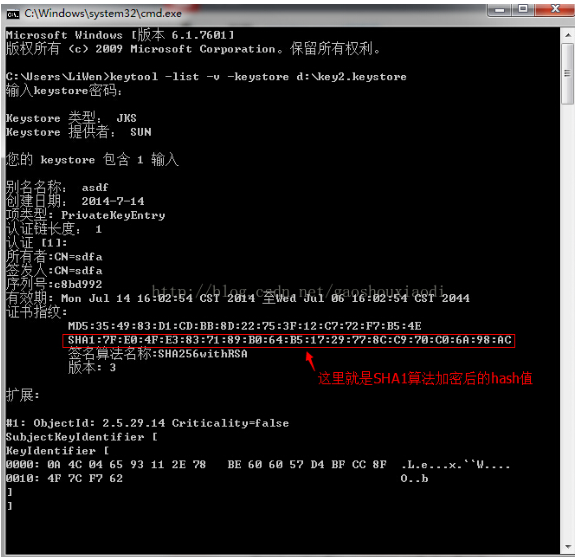 C:\Windows\system32\cmd.exe
Microsoft Windows [版本 6.1.7601]
版权所有 (c) 2009 Microsoft Corporation。保留所有权利。
C:\Users\LiWen>keytool -list -v -keystore d:\key2.keystore
输入keystore密码：
Keystore 类型： JKS
Keystore 提供者： SUN
您的 keystore 包含 1 输入
别名名称： asdf
创建日期： 2014-7-14
项类型: PrivateKeyEntry
认证链长度： 1
认证 [1]:
所有者:CN=sdfa
签发人:CN=sdfa
序列号:c8bd992
http://blog.csdn.net/gaoshouxiaodi
有效期: Mon Jul 14 16:02:54 CST 2014 至Wed Jul 06 16:02:54 CST 2044
证书指纹:
MD5:35:49:83:D1:CD:BB:8D:22:75:3F:12:C7:72:F7:B5:4E
SHA1:7F:E0:4F:E3:83:71:89:B0:64:B5:17:29:77:8C:C9:70:C0:6A:98:AC
签名算法名称:SHA256withRSA
版本: 3
这里就是SHA1算法加密后的hash值
扩展:
#1: ObjectId: 2.5.29.14 Criticality=false
SubjectKeyIdentifier [
KeyIdentifier [
0000: 0A 4C 04 65 93 11 2E 78 BE 60 60 57 D4 BF CC 8F .L.e...x.``W....
0010: 4F 7C F7 62 O..b
]
]